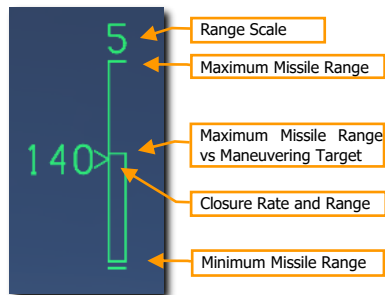 5
Range Scale
Maximum Missile Range
Maximum Missile Range
vs Maneuvering Target
140
Closure Rate and Range
Minimum Missile Range